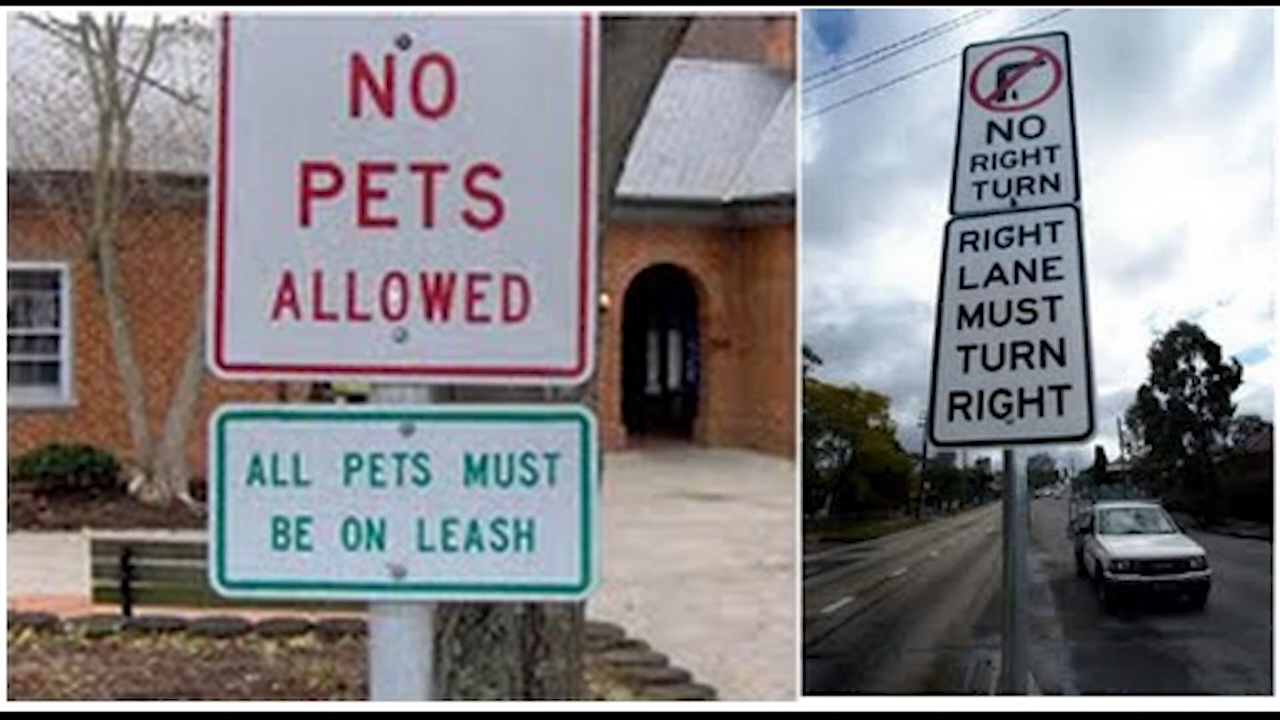 NO
PETS
ALLOWED
ALL PETS MUST
BE ON LEASH
NO
RIGHT
TURN
RIGHT
LANE
MUST
TURN
RIGHT